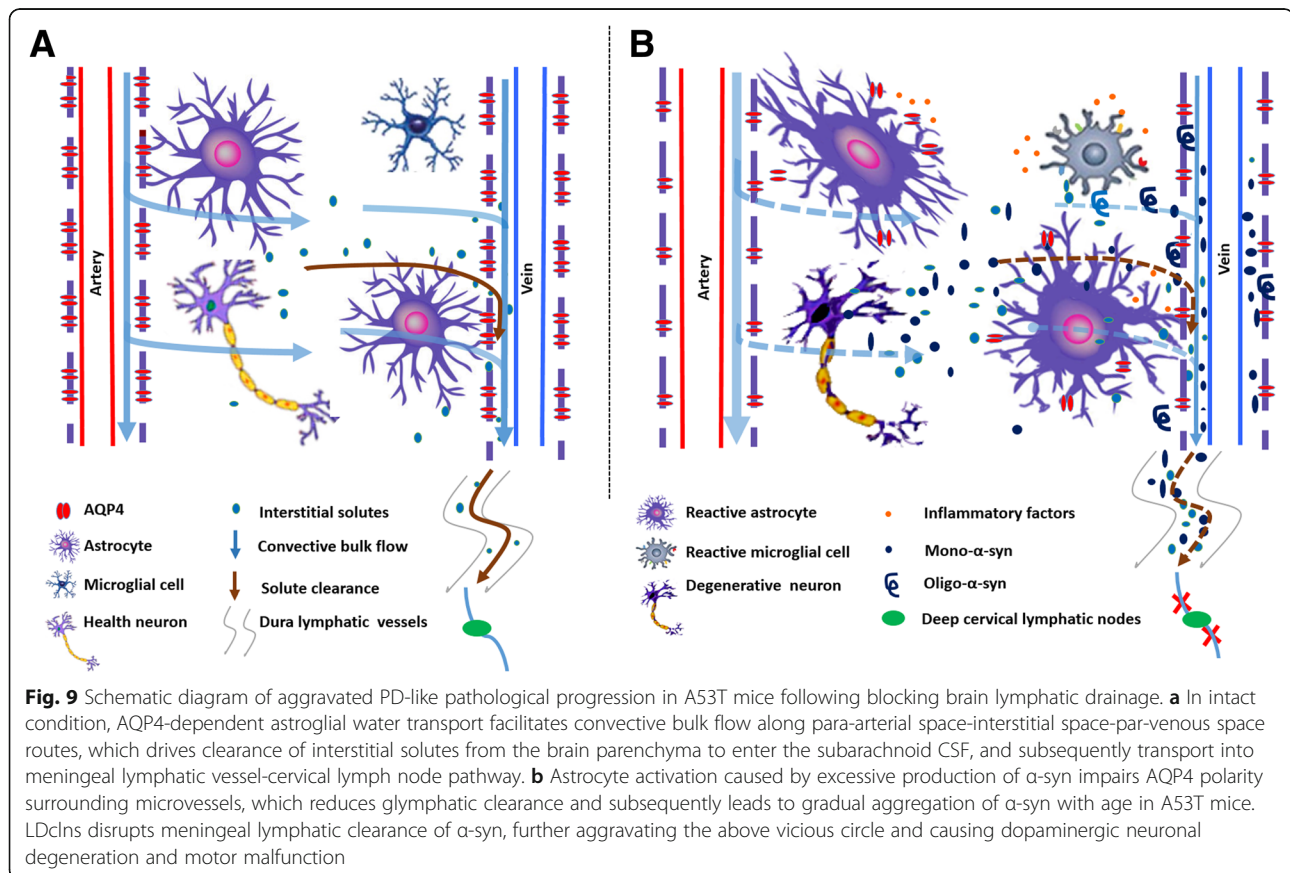 A
B
Artery
Vein
Artery
Vein
AQP4
Astrocyte
Microglial cell
Health neuron
Interstitial solutes
Convective bulk flow
Solute clearance
Dura lymphatic vessels
Reactive astrocyte
Reactive microglial cell
Degenerative neuron
Inflammatory factors
Mono-α-syn
Oligo-α-syn
Deep cervical lymphatic nodes
Fig. 9 Schematic diagram of aggravated PD-like pathological progression in A53T mice following blocking brain lymphatic drainage. a In intact
condition, AQP4-dependent astroglial water transport facilitates convective bulk flow along para-arterial space-interstitial space-par-venous space
routes, which drives clearance of interstitial solutes from the brain parenchyma to enter the subarachnoid CSF, and subsequently transport into
meningeal lymphatic vessel-cervical lymph node pathway. b Astrocyte activation caused by excessive production of α-syn impairs AQP4 polarity
surrounding microvessels, which reduces glymphatic clearance and subsequently leads to gradual aggregation of α-syn with age in A53T mice.
LDclns disrupts meningeal lymphatic clearance of α-syn, further aggravating the above vicious circle and causing dopaminergic neuronal
degeneration and motor malfunction